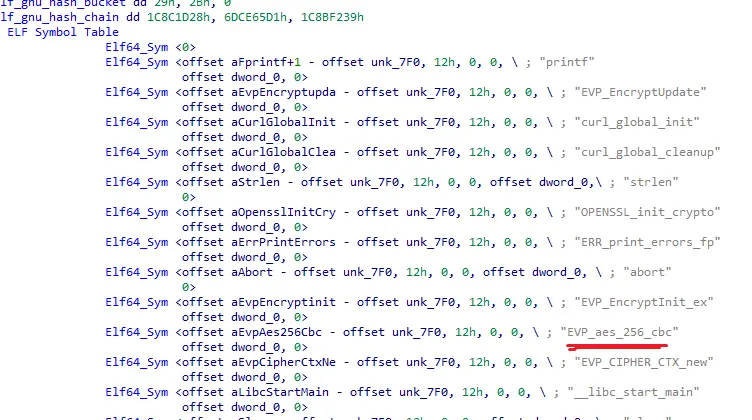 lf_gnu_hash_bucket dd 29h, 2Bh, 0
lf_gnu_hash_chain dd 1C8C1D28h, 6DCE65D1h, 1C8BF239h
ELF Symbol Table
Elf64_Sym <0>
Elf64_Sym <offset aFprintf+1 - offset unk_7F0, 12h, 0, 0, \ ; "printf"
offset dword_0, 0>
Elf64_Sym <offset aEvpEncryptupda - offset unk_7F0, 12h, 0, 0, \ ; "EVP_EncryptUpdate"
offset dword_0, 0>
Elf64_Sym <offset aCurlGlobalInit - offset unk_7F0, 12h, 0, 0, \ ; "curl_global_init"
offset dword_0, 0>
Elf64_Sym <offset aCurlGlobalClea - offset unk_7F0, 12h, 0, 0, \ ; "curl_global_cleanup"
offset dword_0, 0>
Elf64_Sym <offset aStrlen - offset unk_7F0, 12h, 0, 0, offset dword_0,\ ; "strlen"
0>
Elf64_Sym <offset aOpensslInitCry - offset unk_7F0, 12h, 0, 0, \ ; "OPENSSL_init_crypto"
offset dword_0, 0>
Elf64_Sym <offset aErrPrintErrors - offset unk_7F0, 12h, 0, 0, \ ; "ERR_print_errors_fp"
offset dword_0, 0>
Elf64_Sym <offset aAbort - offset unk_7F0, 12h, 0, 0, offset dword_0, \ ; "abort"
0>
Elf64_Sym <offset aEvpEncryptinit - offset unk_7F0, 12h, 0, 0, \ ; "EVP_EncryptInit_ex"
offset dword_0, 0>
Elf64_Sym <offset aEvpAes256Cbc - offset unk_7F0, 12h, 0, 0, \ ; "EVP_aes_256_cbc"
offset dword_0, 0>
Elf64_Sym <offset aEvpCipherCtxNe - offset unk_7F0, 12h, 0, 0, \ ; "EVP_CIPHER_CTX_new"
offset dword_0, 0>
Elf64_Sym <offset aLibcStartMain - offset unk_7F0, 12h, 0, 0, \ ; "__libc_start_main"
offset dword_0, 0>